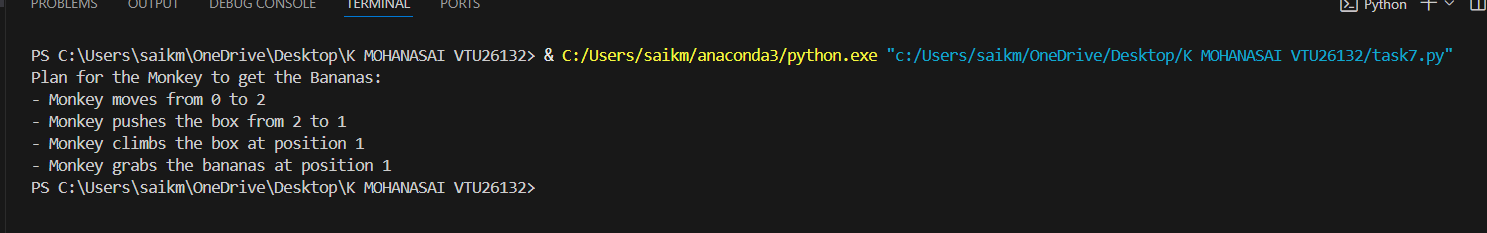 PROBLEMS OUTPUT DEBUG CONSOLE TERMINAL PORTS Python
PS C:\Users\saikm\OneDrive\Desktop\K MOHANASAI VTU26132> & C:/Users/saikm/anaconda3/python.exe "c:/Users/saikm/OneDrive/Desktop/K MOHANASAI VTU26132/task7.py"
Plan for the Monkey to get the Bananas:
- Monkey moves from 0 to 2
- Monkey pushes the box from 2 to 1
- Monkey climbs the box at position 1
- Monkey grabs the bananas at position 1
PS C:\Users\saikm\OneDrive\Desktop\K MOHANASAI VTU26132>